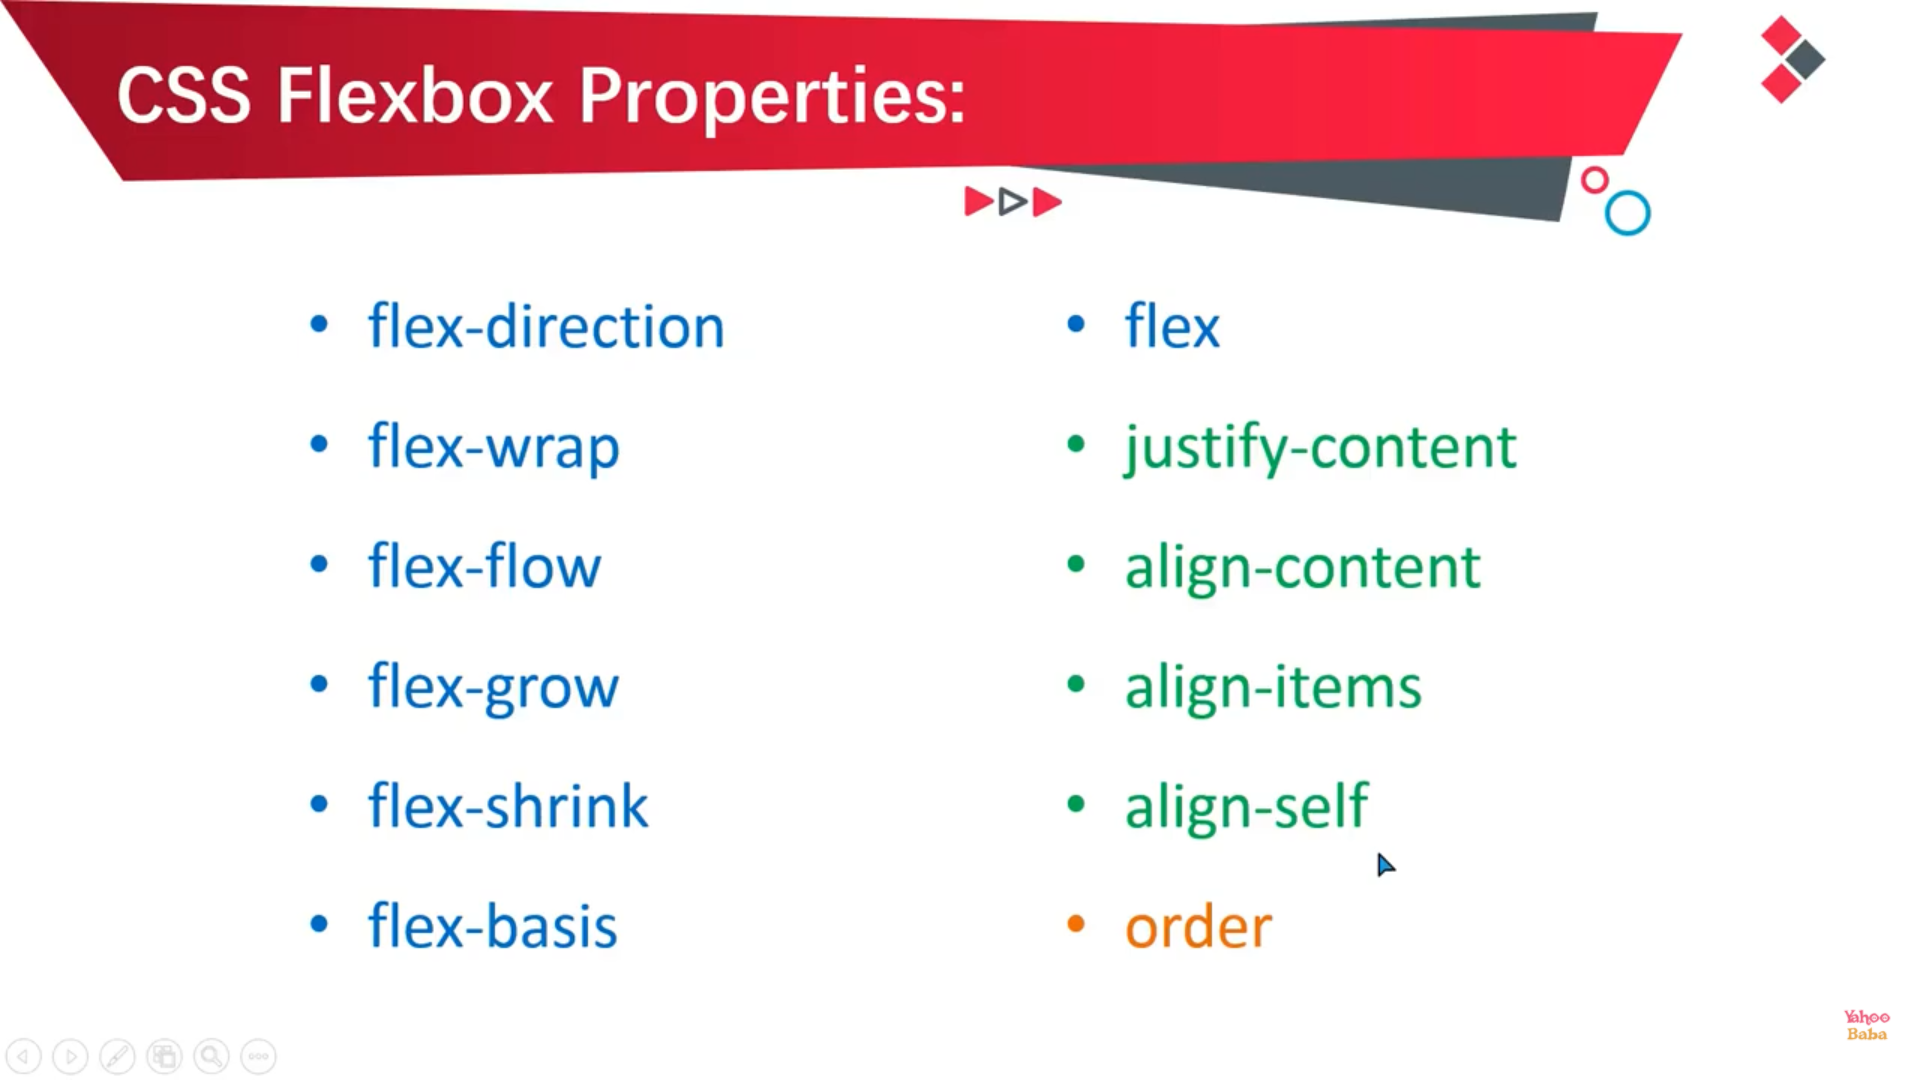 CSS Flexbox Properties:
• flex-direction
• flex-wrap
• flex-flow
• flex-grow
• flex-shrink
• flex-basis
• flex
• justify-content
• align-content
• align-items
• align-self
• order
Yahoo
Baba